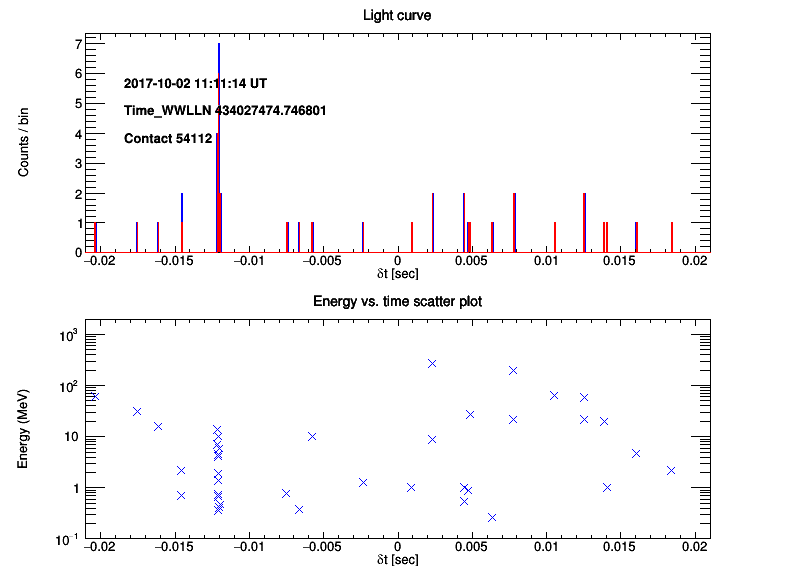 Light curve
Counts / bin
7
6
5
4
3
2
1
0
2017-10-02 11:11:14 UT
Time_WWLLN 434027474.746801
Contact 54112
−0.02 −0.015 −0.01 −0.005 0 0.005 0.01 0.015 0.02
δt [sec]
Energy vs. time scatter plot
Energy (MeV)
10³
10²
10
1
10⁻¹
−0.02 −0.015 −0.01 −0.005 0 0.005 0.01 0.015 0.02
δt [sec]